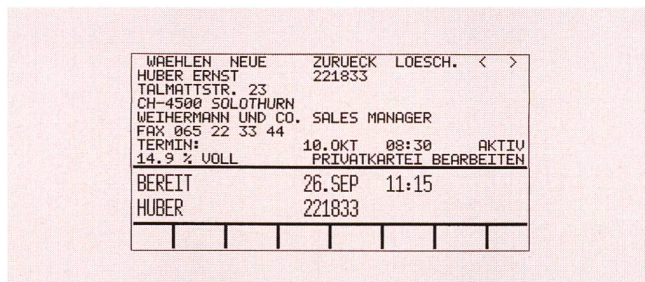 WAEHLEN NEUE ZURUECK LOESCH. < >
HUBER ERNST 221833
TALMATTSTR. 23
CH-4500 SOLOTHURN
WEIHERMANN UND CO. SALES MANAGER
FAX 065 22 33 44
TERMIN: 10.OKT 08:30 AKTIV
14.9 % VOLL PRIVATKARTEI BEARBEITEN
BEREIT 26.SEP 11:15
HUBER 221833